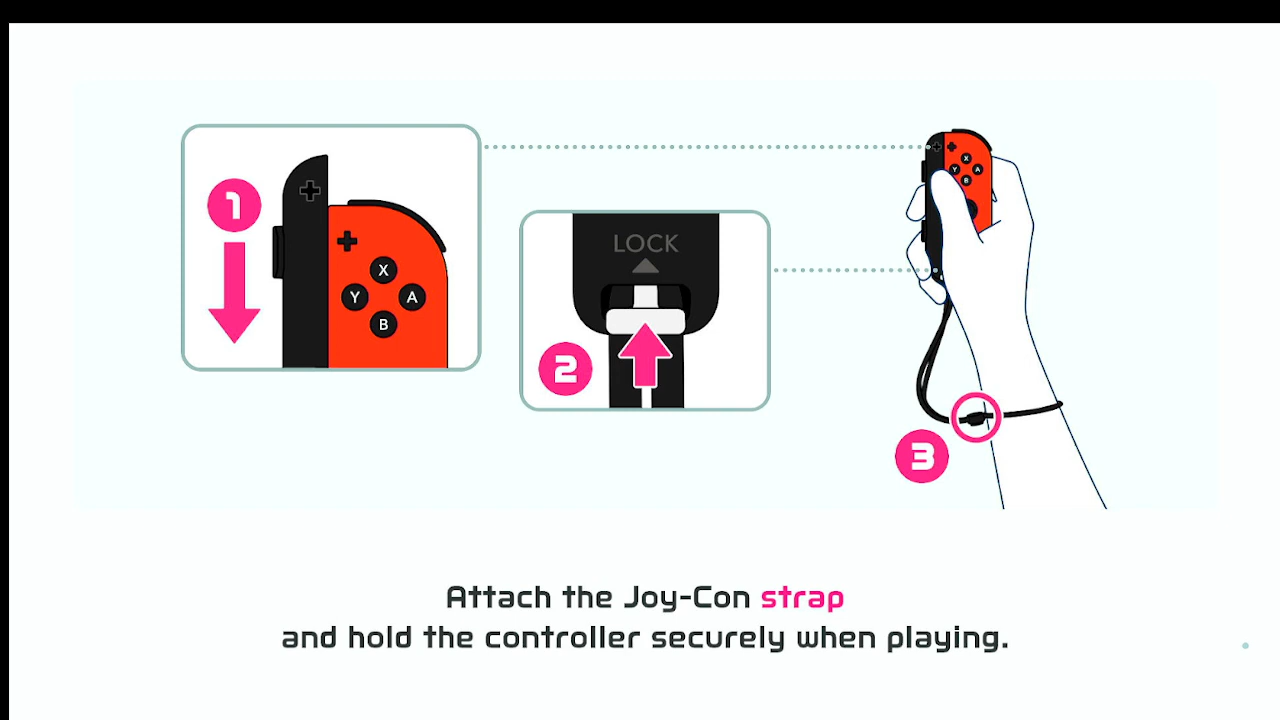 1
X
Y
A
B
LOCK
2
X
Y
A
B
3
Attach the Joy-Con strap
and hold the controller securely when playing.